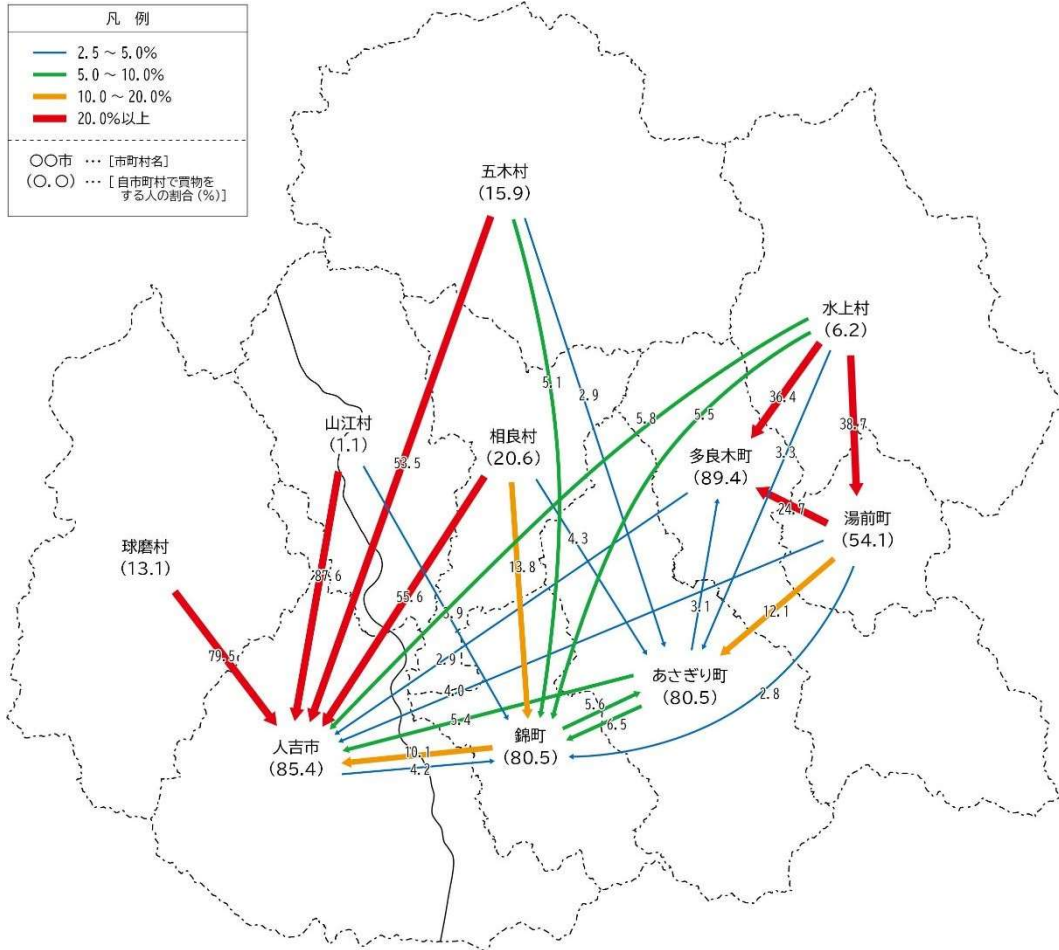 凡 例
2.5～5.0%
5.0～10.0%
10.0～20.0%
20.0%以上
○○市 … [市町村名]
(○.○) … [自市町村で買物を
する人の割合(%)]
五木村
(15.9)
水上村
(6.2)
山江村
(1.1)
相良村
(20.6)
多良木町
(89.4)
湯前町
(54.1)
球磨村
(13.1)
あさぎり町
(80.5)
錦町
(80.5)
人吉市
(85.4)
5.1
2.9
5.8
5.5
36.4
38.7
3.3
53.5
24.7
4.3
13.8
87.6
55.6
3.9
3.1
12.1
79.5
2.9
4.0
2.8
5.6
6.5
5.4
10.1
4.2